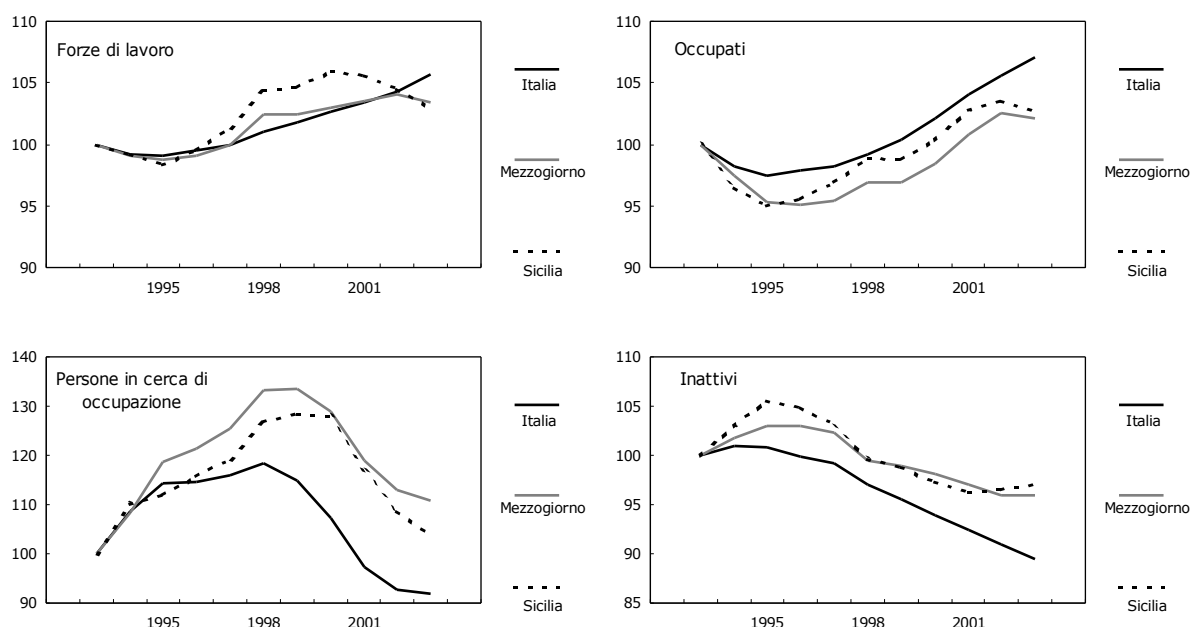 110
105
100
95
90
Forze di lavoro
1995
1998
2001
Italia
Mezzogiorno
Sicilia
110
105
100
95
90
Occupati
1995
1998
2001
Italia
Mezzogiorno
Sicilia
140
130
120
110
100
90
Persone in cerca di
occupazione
1995
1998
2001
Italia
Mezzogiorno
Sicilia
110
105
100
95
90
85
Inattivi
1995
1998
2001
Italia
Mezzogiorno
Sicilia